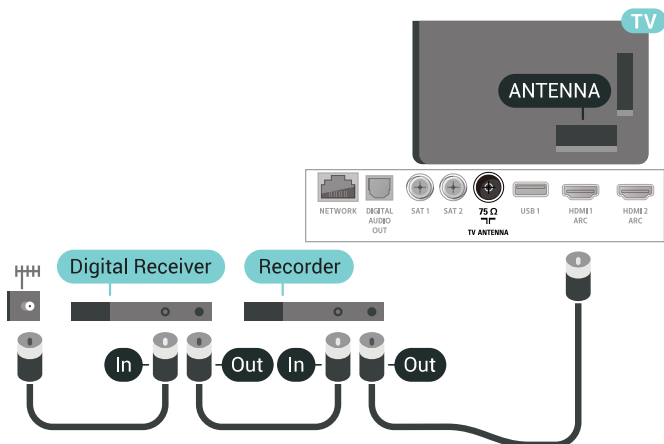 TV
ANTENNA
NETWORK
DIGITAL
AUDIO
OUT
SAT 1
SAT 2
75 Ω
TV ANTENNA
USB 1
HDMI 1
ARC
HDMI 2
ARC
Digital Receiver
Recorder
In
Out
In
Out